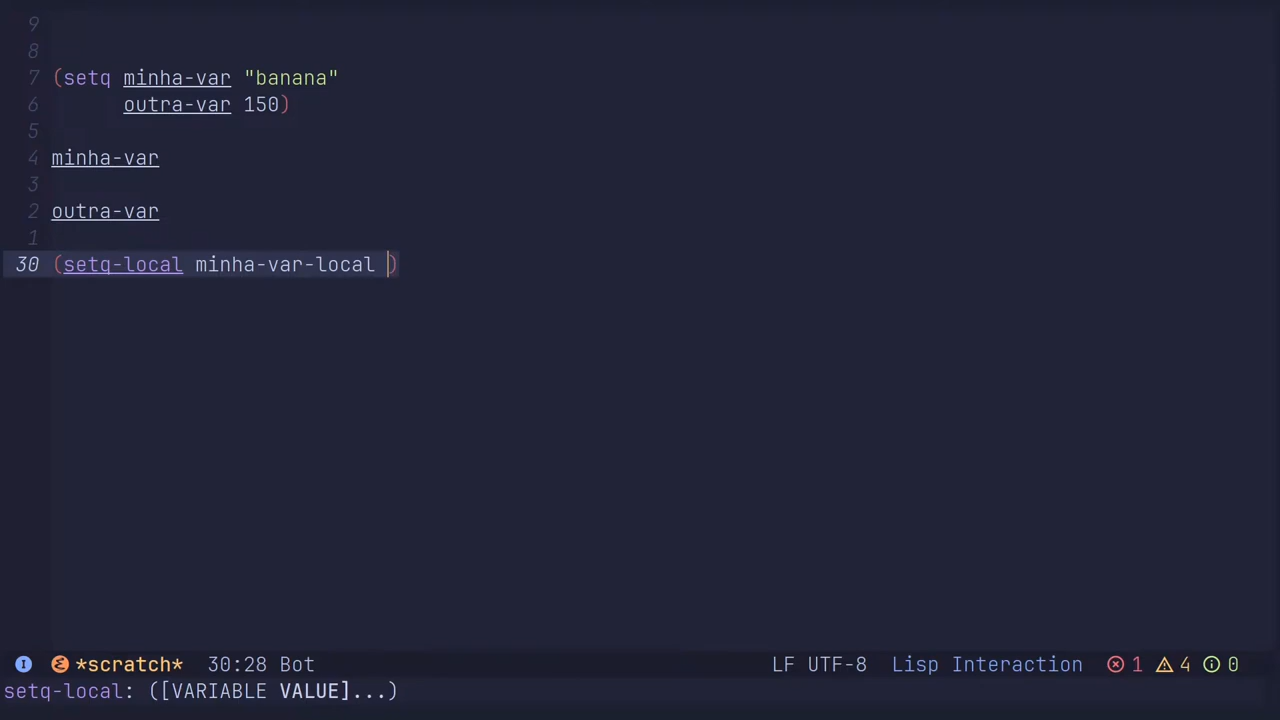 9
8
7 (setq minha-var "banana"
6 outra-var 150)
5
4 minha-var
3
2 outra-var
1
30 (setq-local minha-var-local )
I *scratch* 30:28 Bot LF UTF-8 Lisp Interaction 1 4 0
setq-local: ([VARIABLE VALUE]...)